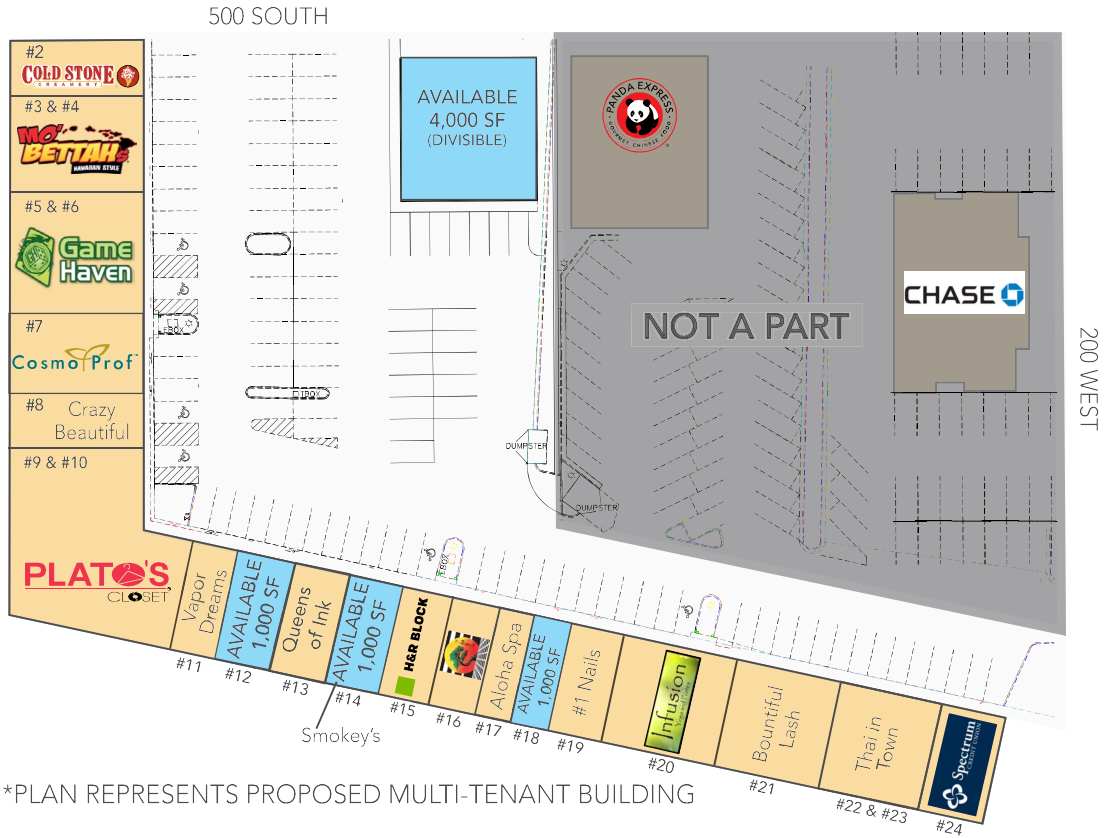 500 SOUTH
#2
COLD STONE
CREAMERY
#3 & #4
MO'
BETTAHS
HAWAIIAN STYLE
#5 & #6
Game
Haven
#7
CosmoProf
#8 Crazy
Beautiful
#9 & #10
PLATO'S
CLOSET
AVAILABLE
4,000 SF
(DIVISIBLE)
PANDA EXPRESS
GOURMET CHINESE FOOD
NOT A PART
CHASE
200 WEST
DUMPSTER
DUMPSTER
Vapor
Dreams
#11
AVAILABLE
1,000 SF
#12
Queens
of Ink
#13
AVAILABLE
1,000 SF
#14
Smokey's
H&R BLOCK
#15
#16
Aloha Spa
#17
AVAILABLE
1,000 SF
#18
#1 Nails
#19
Infusion
#20
Bountiful
Lash
#21
Thai in
Town
#22 & #23
Spectrum
CREDIT UNION
#24
*PLAN REPRESENTS PROPOSED MULTI-TENANT BUILDING